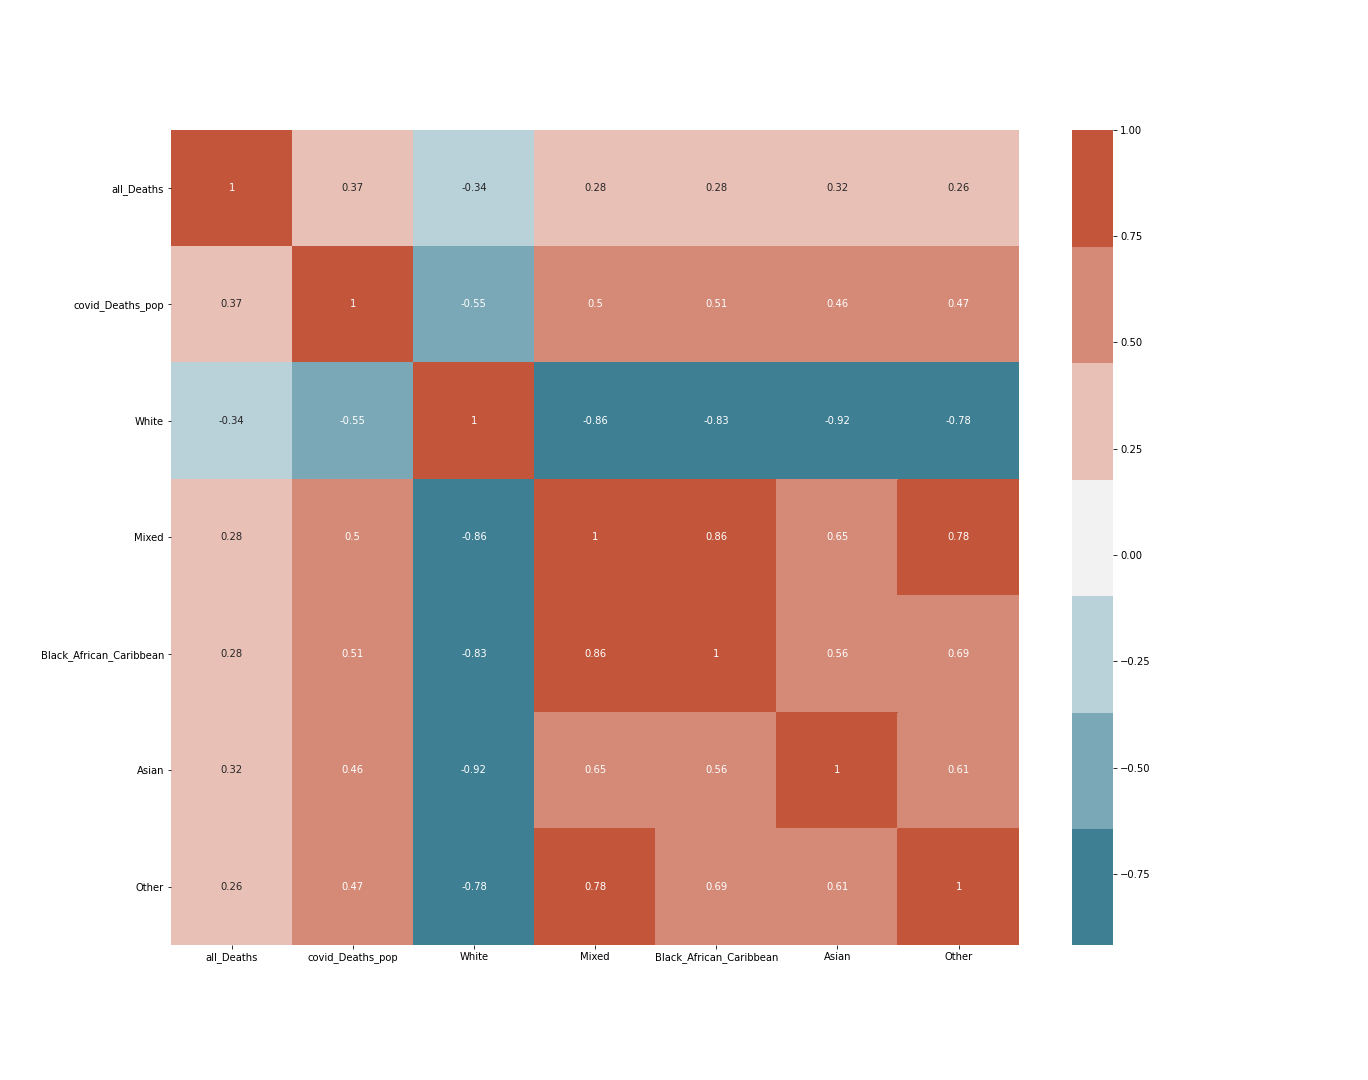 all_Deaths 1 0.37 -0.34 0.28 0.28 0.32 0.26
covid_Deaths_pop 0.37 1 -0.55 0.5 0.51 0.46 0.47
White -0.34 -0.55 1 -0.86 -0.83 -0.92 -0.78
Mixed 0.28 0.5 -0.86 1 0.86 0.65 0.78
Black_African_Caribbean 0.28 0.51 -0.83 0.86 1 0.56 0.69
Asian 0.32 0.46 -0.92 0.65 0.56 1 0.61
Other 0.26 0.47 -0.78 0.78 0.69 0.61 1
all_Deaths covid_Deaths_pop White Mixed Black_African_Caribbean Asian Other
1.00
0.75
0.50
0.25
0.00
−0.25
−0.50
−0.75